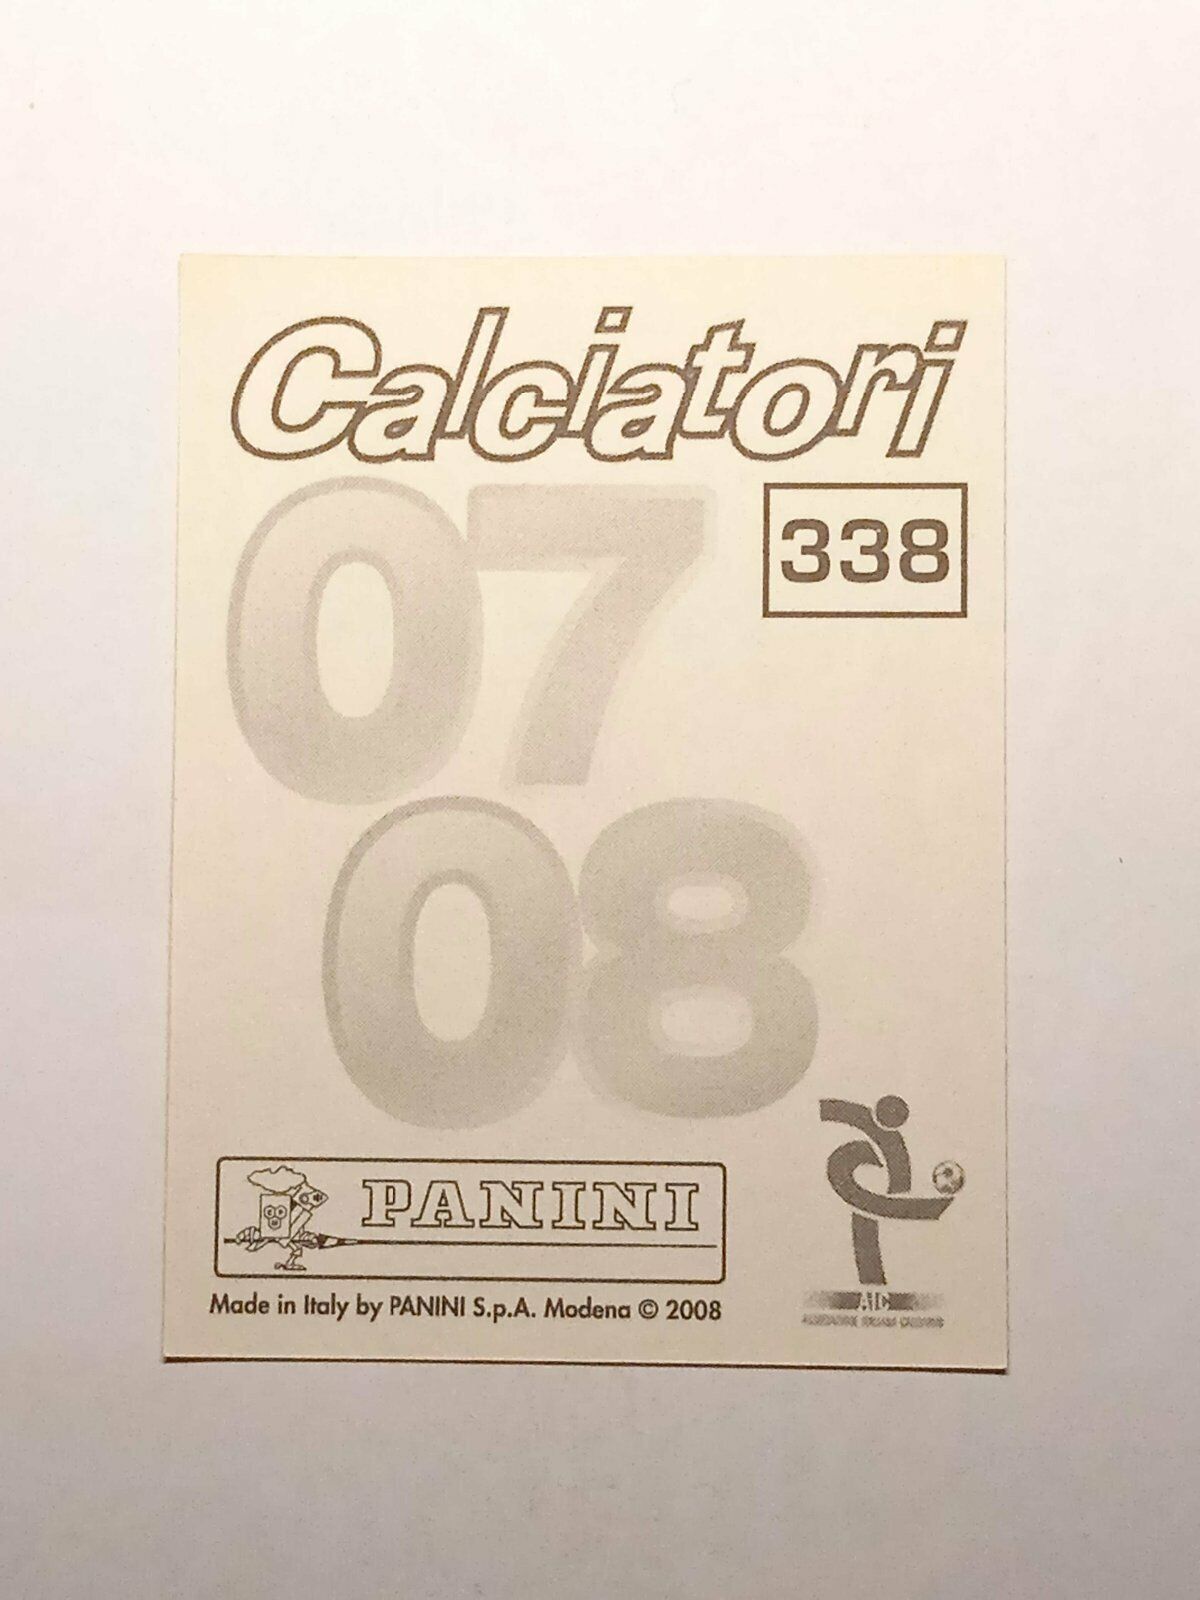 Calciatori
07
338
08
PANINI
Made in Italy by PANINI S.p.A. Modena © 2008
AIC